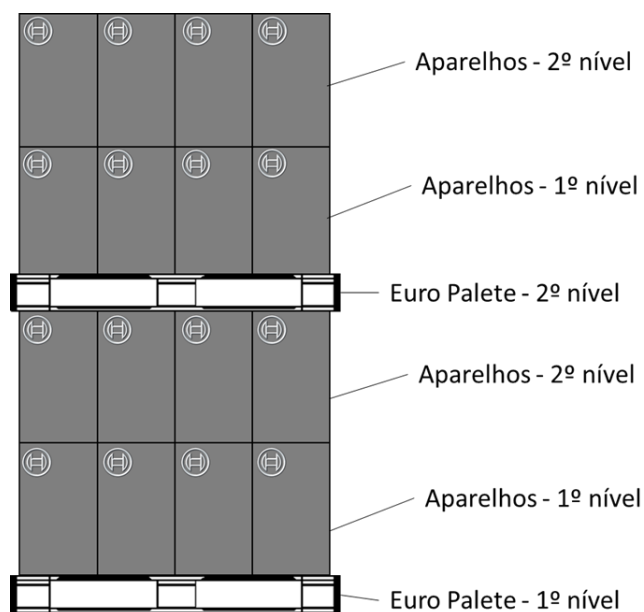 Aparelhos - 2º nível
Aparelhos - 1º nível
Euro Palete - 2º nível
Aparelhos - 2º nível
Aparelhos - 1º nível
Euro Palete - 1º nível